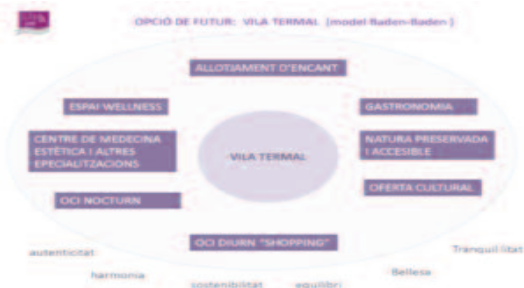 OPCIÓ DE FUTUR: VILA TERMAL (model Baden-Baden )
ALLOTJAMENT D'ENCANT
ESPAI WELLNESS
GASTRONOMIA
CENTRE DE MEDECINA
ESTÈTICA I ALTRES
EPECIALITZACIONS
NATURA PRESERVADA
I ACCESIBLE
VILA TERMAL
OFERTA CULTURAL
OCI NOCTURN
OCI DIURN "SHOPPING"
autenticitat
Tranquil·litat
harmonia
Bellesa
sostenibilitat
equilibri